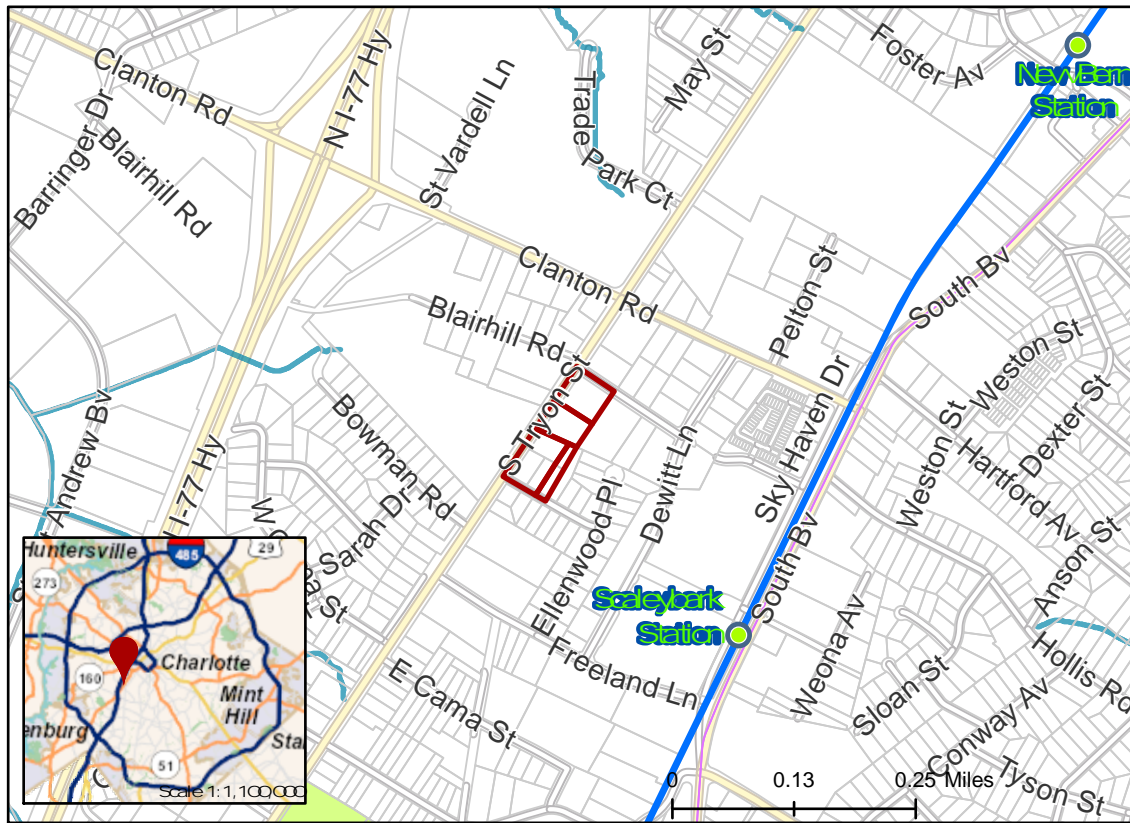 Clanton Rd
N I-77 Hy
St Vardell Ln
Trade
Park Ct
May St
Foster Av
New Bern
Station
Barringer Dr
Blairhill Rd
Clanton Rd
Pelton St
South Bv
Blairhill Rd
Weston St
Dexter St
Sky Haven Dr
Weston St
Hartford Av
S Tryon St
Bowman Rd
Dewitt Ln
Andrew Bv
I-77 Hy
Sarah Dr
Anson St
Ellenwood Pl
South Bv
Scaleybark
Station
Weona Av
Hollis Rd
Freeland Ln
Sloan St
E Cama St
Conway Av
Tyson St
0
0.13
0.25 Miles
Huntersville
485
29
273
160
Charlotte
Mint
Hill
enburg
Sta
51
Scale 1: 1,100,000